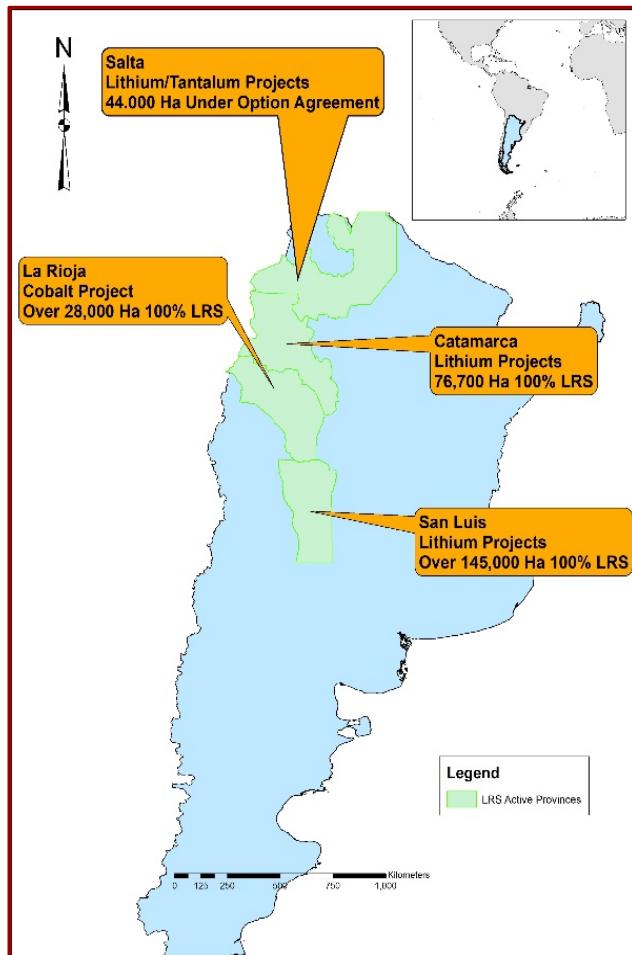 N
Salta
Lithium/Tantalum Projects
44.000 Ha Under Option Agreement
La Rioja
Cobalt Project
Over 28,000 Ha 100% LRS
Catamarca
Lithium Projects
76,700 Ha 100% LRS
San Luis
Lithium Projects
Over 145,000 Ha 100% LRS
Legend
LRS Active Provinces
Kilometers
0 125 250 500 750 1,000